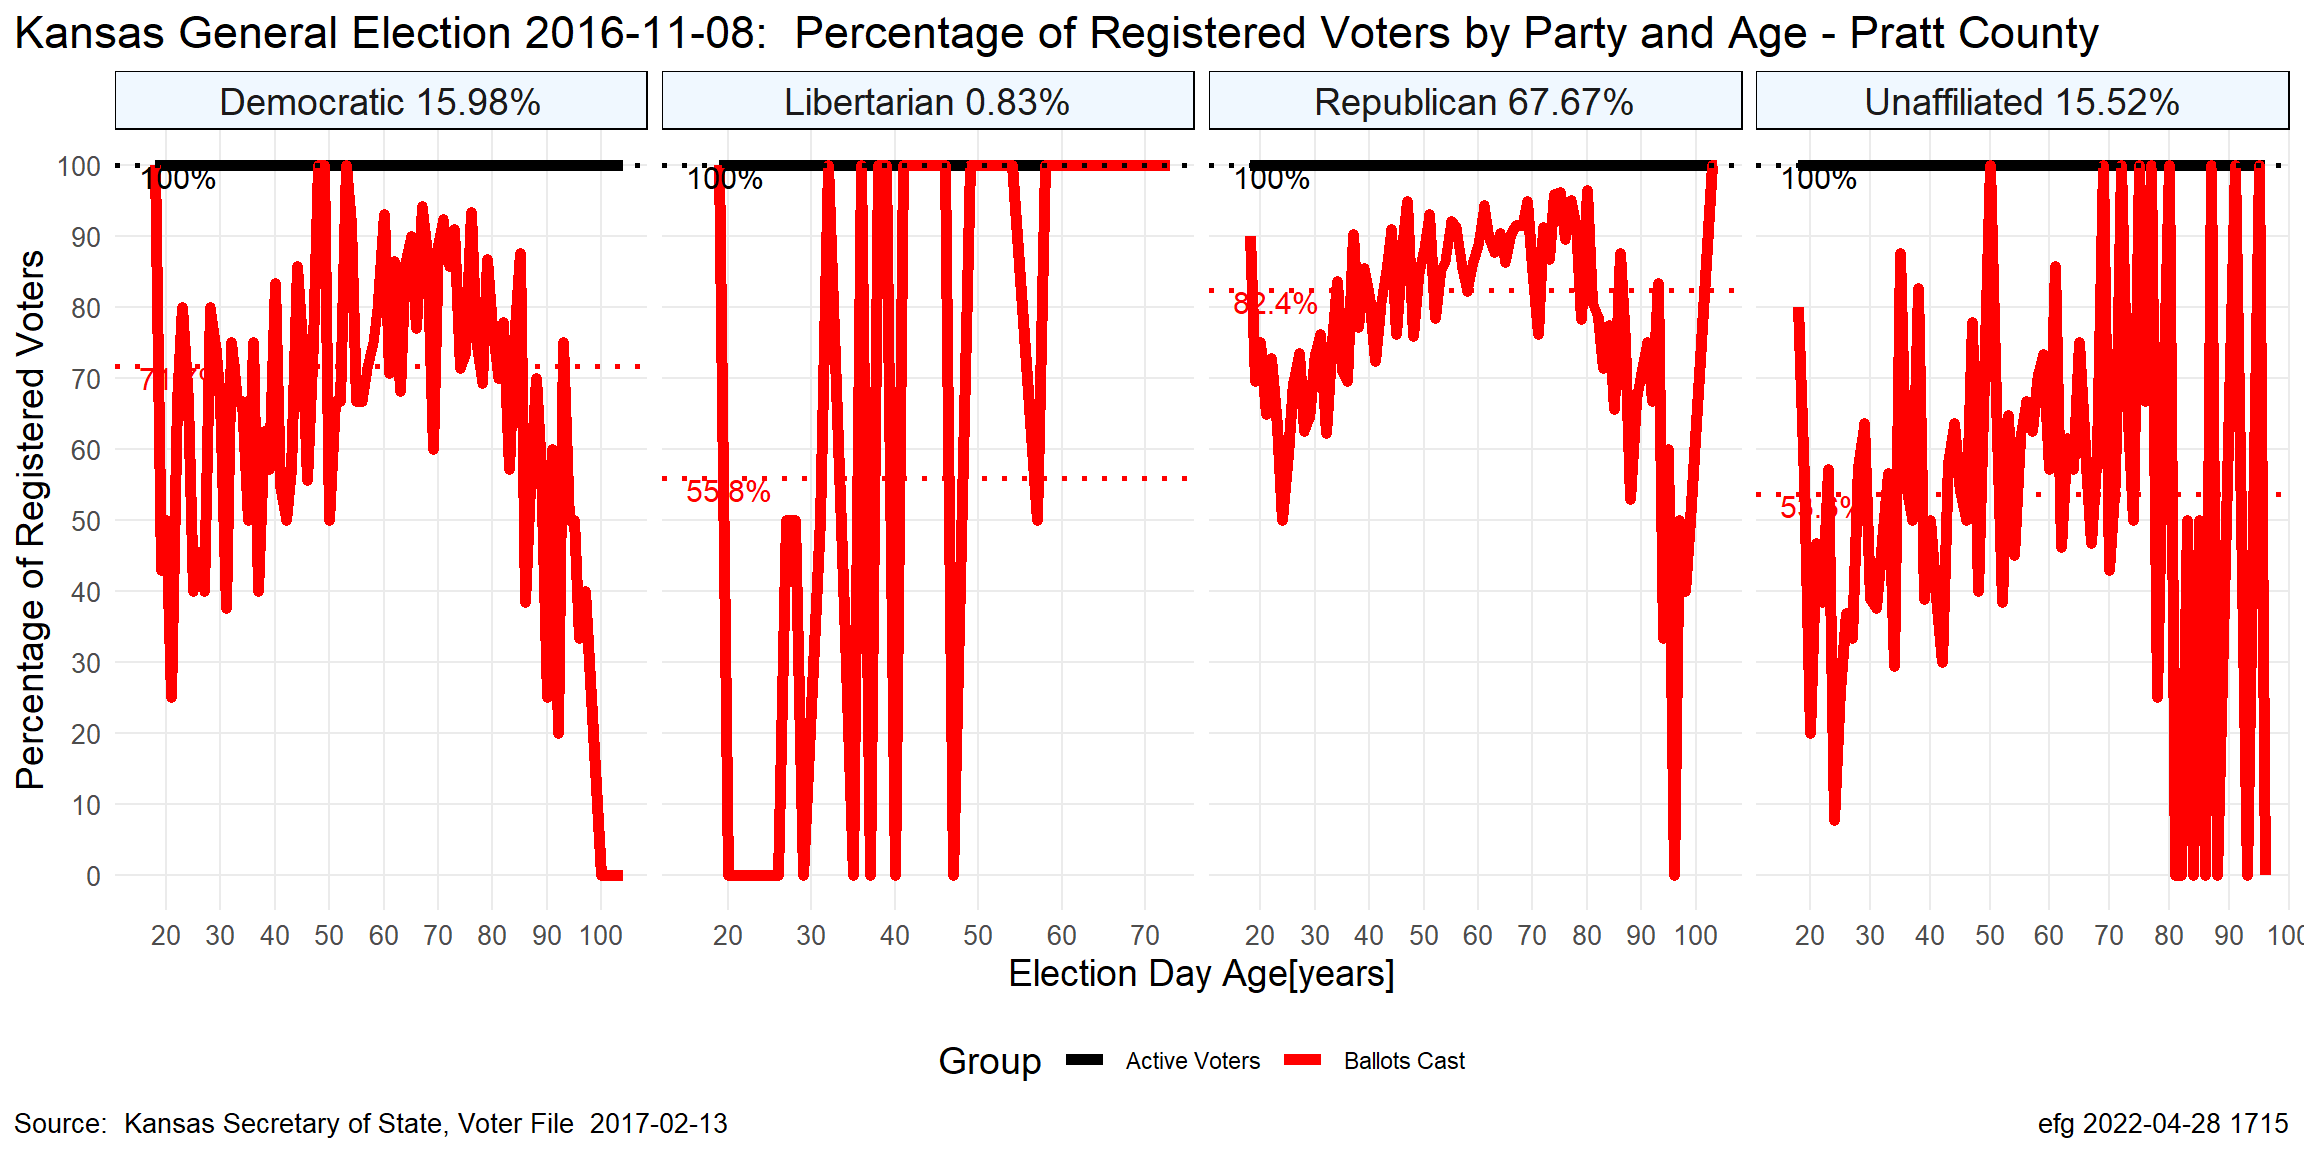 Kansas General Election 2016-11-08:  Percentage of Registered Voters by Party and Age - Pratt County
Democratic 15.98%
Libertarian 0.83%
Republican 67.67%
Unaffiliated 15.52%
Percentage of Registered Voters
100
90
80
70
60
50
40
30
20
10
0
100%
100%
55.8%
100%
82.4%
100%
20 30 40 50 60 70 80 90 100
20 30 40 50 60 70
20 30 40 50 60 70 80 90 100
20 30 40 50 60 70 80 90 100
Election Day Age[years]
Group Active Voters Ballots Cast
Source:  Kansas Secretary of State, Voter File  2017-02-13
efg 2022-04-28 1715